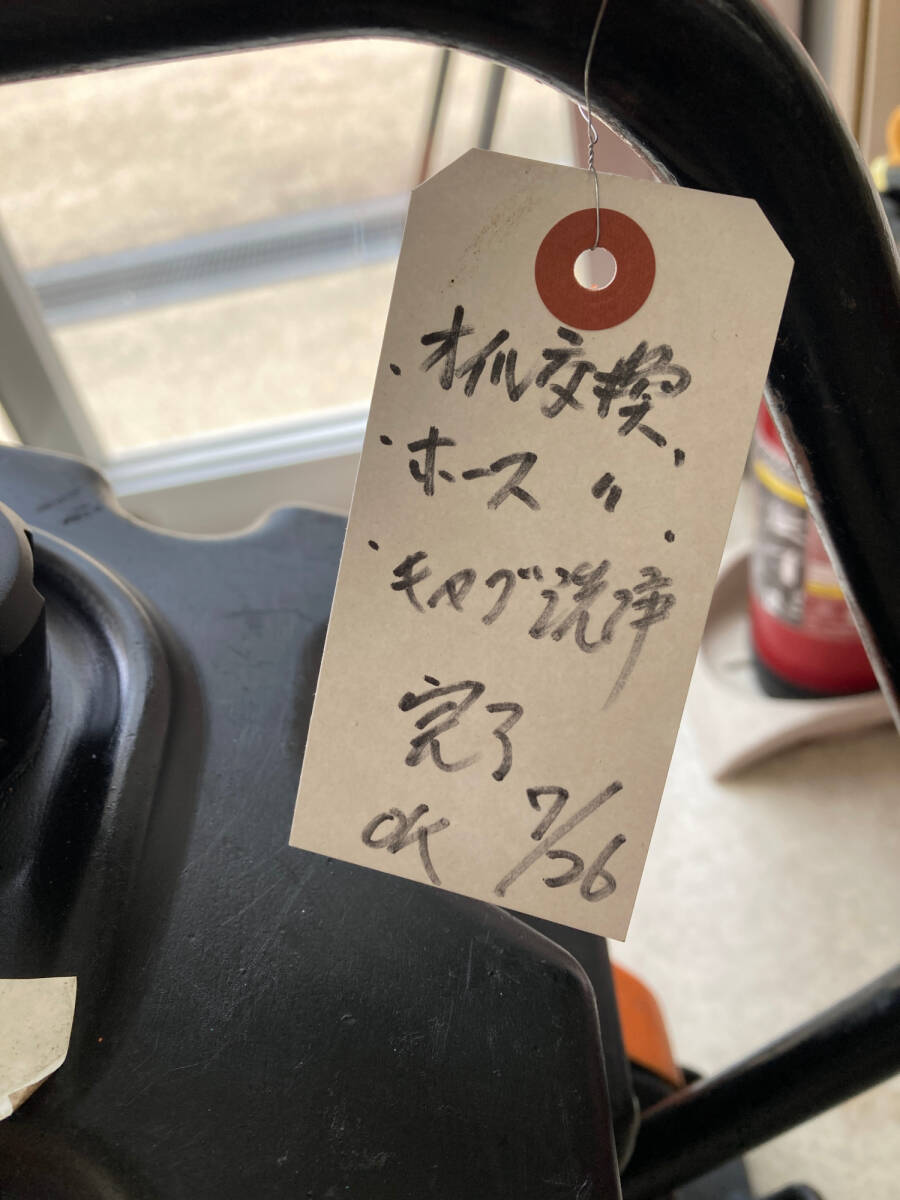 ・オイル交換、
・ホース 〃 、
・キャブ洗浄
完了
OK 7/26